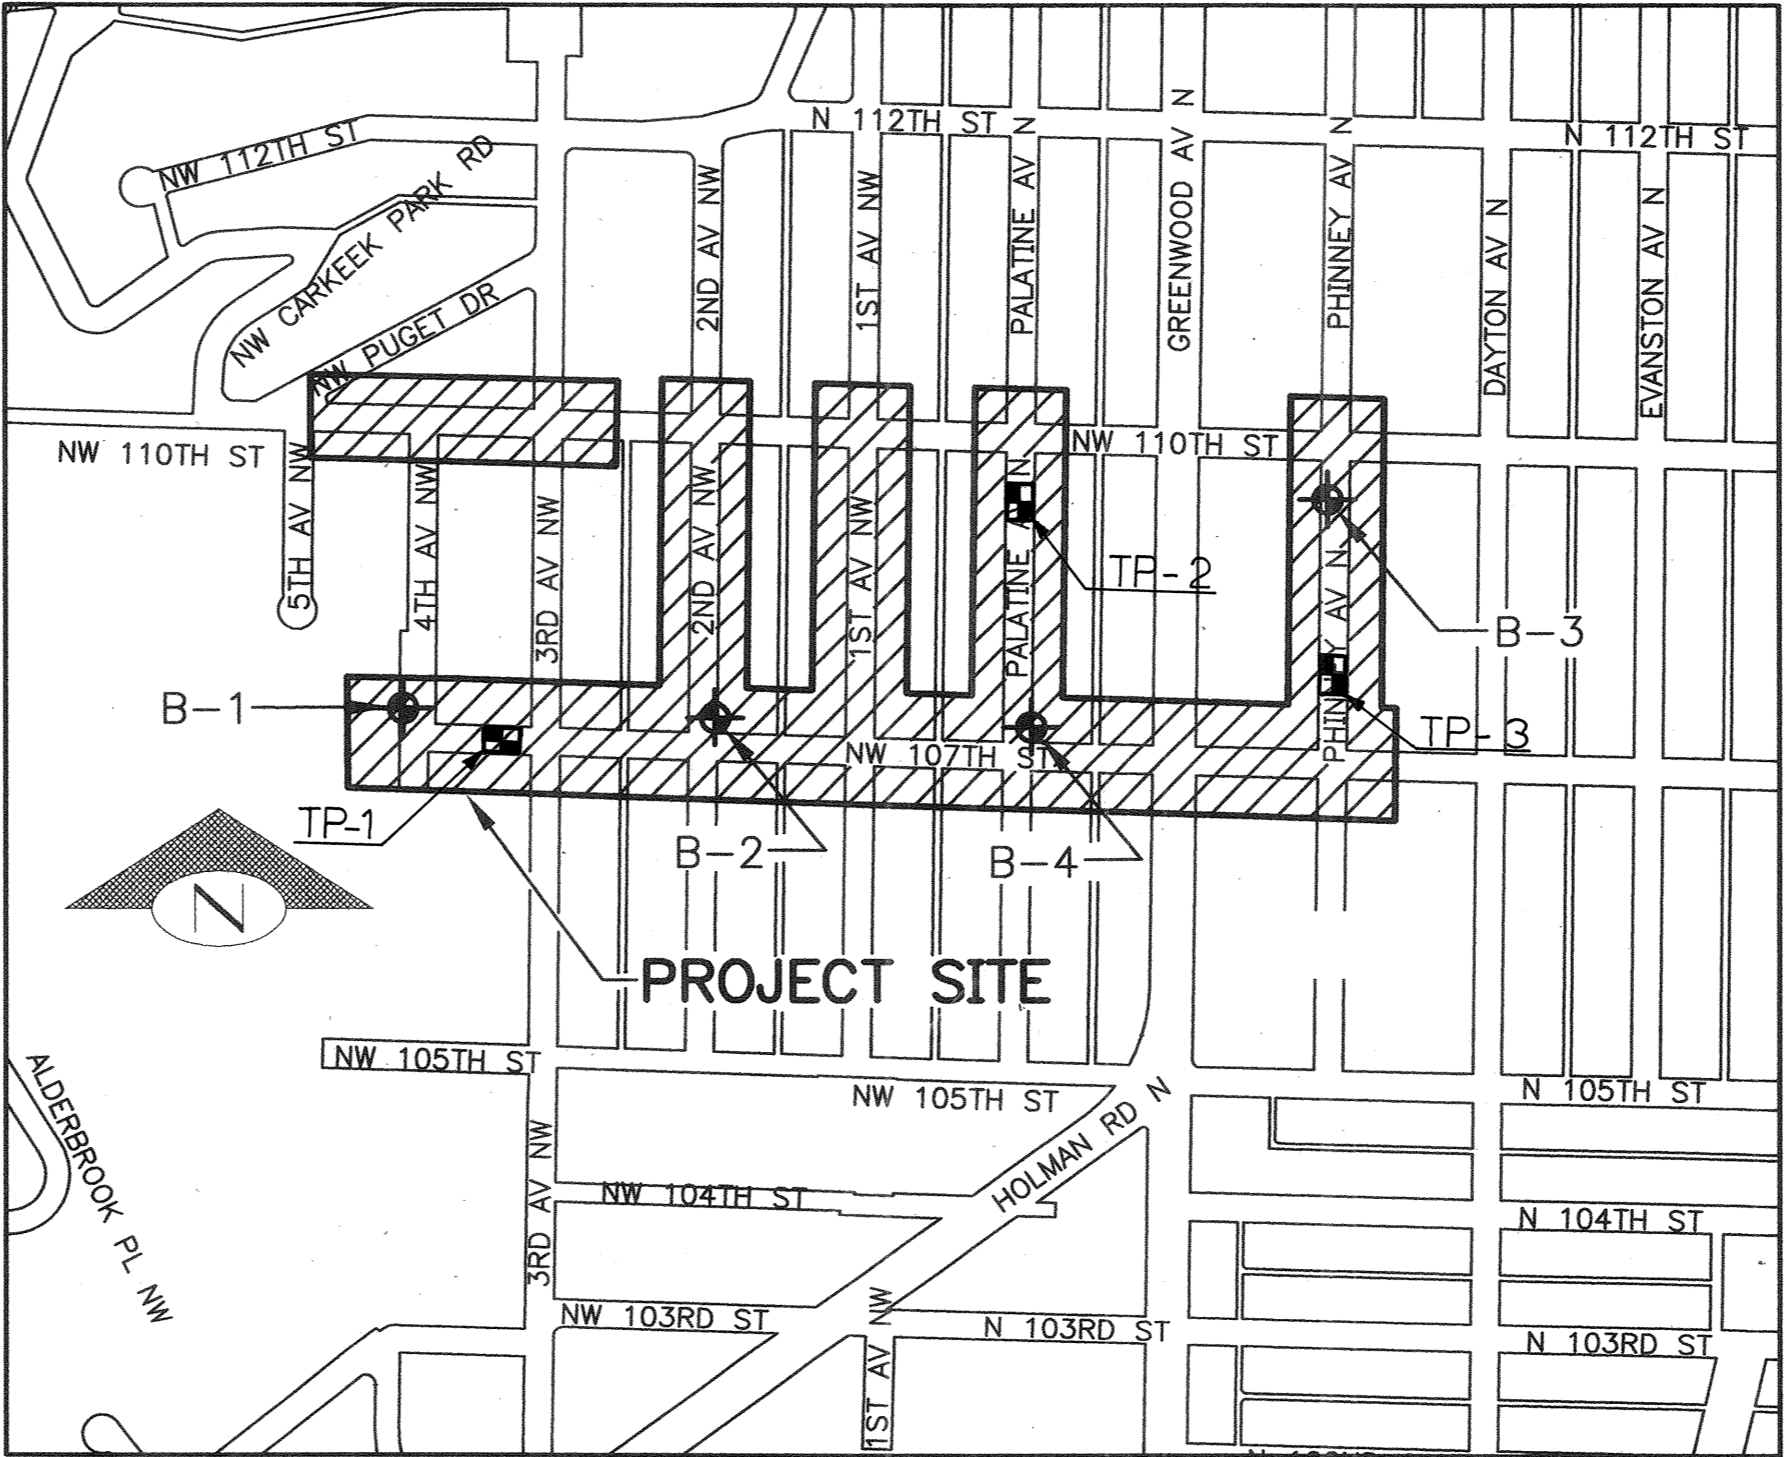 N 112TH ST
N 112TH ST
NW 112TH ST
NW CARKEEK PARK RD
NW PUGET DR
2ND AV NW
1ST AV NW
PALATINE AV N
GREENWOOD AV N
PHINNEY AV N
DAYTON AV N
EVANSTON AV N
NW 110TH ST
NW 110TH ST
5TH AV NW
4TH AV NW
3RD AV NW
2ND AV NW
1ST AV NW
PALATINE AV N
PHINNEY AV N
TP-2
B-3
B-1
TP-3
NW 107TH ST
TP-1
B-2
B-4
N
PROJECT SITE
NW 105TH ST
NW 105TH ST
N 105TH ST
ALDERBROOK PL NW
HOLMAN RD N
3RD AV NW
NW 104TH ST
N 104TH ST
NW 103RD ST
N 103RD ST
N 103RD ST
1ST AV NW